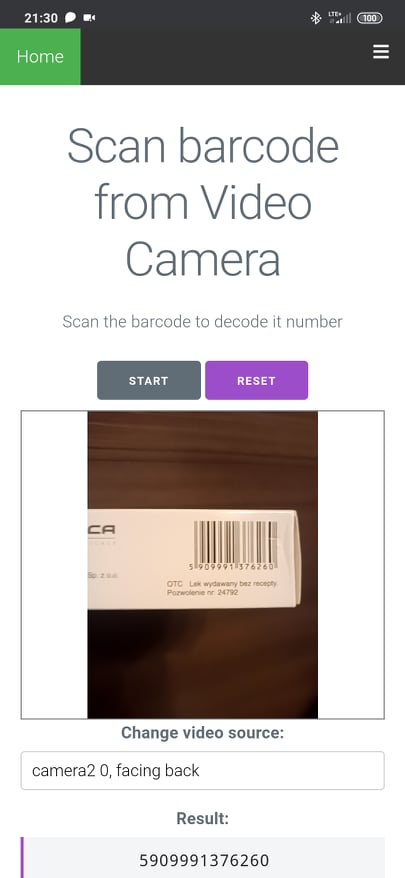 21:30
LTE+
100
Home
Scan barcode
from Video
Camera
Scan the barcode to decode it number
START
RESET
CA
Sp. z o.o.
5 909991 376260
OTC Lek wydawany bez recepty.
Pozwolenie nr 24792
Change video source:
camera2 0, facing back
Result:
5909991376260